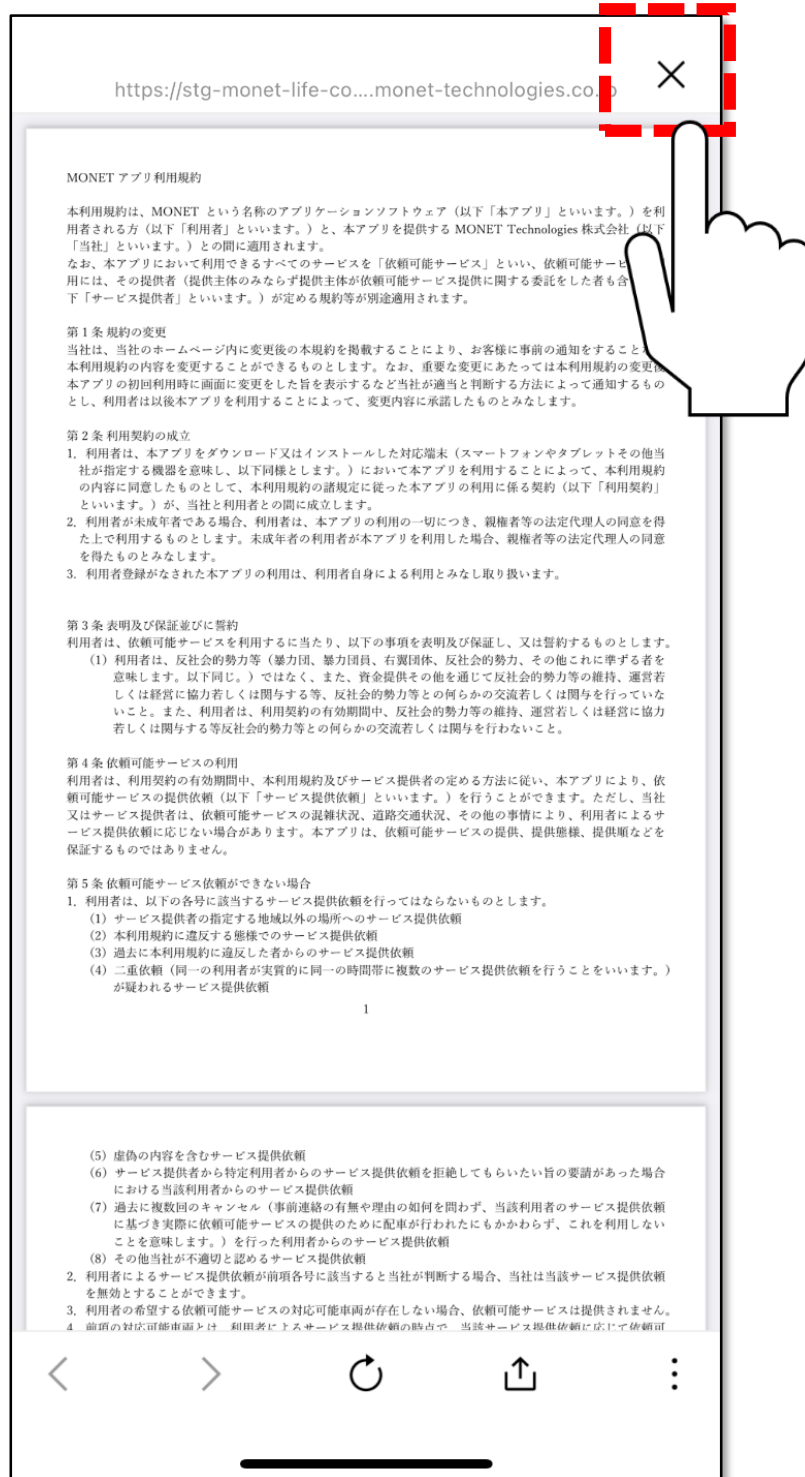 https://stg-monet-life-co....monet-technologies.co.
MONET アプリ利用規約
本利用規約は、MONET という名称のアプリケーションソフトウェア（以下「本アプリ」といいます。）を利
用者される方（以下「利用者」といいます。）と、本アプリを提供する MONET Technologies 株式会社（以下
「当社」といいます。）との間に適用されます。
なお、本アプリにおいて利用できるすべてのサービスを「依頼可能サービス」といい、依頼可能サービ
用には、その提供者（提供主体のみならず提供主体が依頼可能サービス提供に関する委託をした者も含
下「サービス提供者」といいます。）が定める規約等が別途適用されます。
第 1 条 規約の変更
当社は、当社のホームページ内に変更後の本規約を掲載することにより、お客様に事前の通知をすること
本利用規約の内容を変更することができるものとします。なお、重要な変更にあたっては本利用規約の変更後
本アプリの初回利用時に画面に変更をした旨を表示するなど当社が適当と判断する方法によって通知するもの
とし、利用者は以後本アプリを利用することによって、変更内容に承諾したものとみなします。
第 2 条 利用契約の成立
1. 利用者は、本アプリをダウンロード又はインストールした対応端末（スマートフォンやタブレットその他当
社が指定する機器を意味し、以下同様とします。）において本アプリを利用することによって、本利用規約
の内容に同意したものとして、本利用規約の諸規定に従った本アプリの利用に係る契約（以下「利用契約」
といいます。）が、当社と利用者との間に成立します。
2. 利用者が未成年者である場合、利用者は、本アプリの利用の一切につき、親権者等の法定代理人の同意を得
た上で利用するものとします。未成年者の利用者が本アプリを利用した場合、親権者等の法定代理人の同意
を得たものとみなします。
3. 利用者登録がなされた本アプリの利用は、利用者自身による利用とみなし取り扱います。
第 3 条 表明及び保証並びに誓約
利用者は、依頼可能サービスを利用するに当たり、以下の事項を表明及び保証し、又は誓約するものとします。
（1）利用者は、反社会的勢力等（暴力団、暴力団員、右翼団体、反社会的勢力、その他これに準ずる者を
意味します。以下同じ。）ではなく、また、資金提供その他を通じて反社会的勢力等の維持、運営若
しくは経営に協力若しくは関与する等、反社会的勢力等との何らかの交流若しくは関与を行っていな
いこと。また、利用者は、利用契約の有効期間中、反社会的勢力等の維持、運営若しくは経営に協力
若しくは関与する等反社会的勢力等との何らかの交流若しくは関与を行わないこと。
第 4 条 依頼可能サービスの利用
利用者は、利用契約の有効期間中、本利用規約及びサービス提供者の定める方法に従い、本アプリにより、依
頼可能サービスの提供依頼（以下「サービス提供依頼」といいます。）を行うことができます。ただし、当社
又はサービス提供者は、依頼可能サービスの混雑状況、道路交通状況、その他の事情により、利用者によるサ
ービス提供依頼に応じない場合があります。本アプリは、依頼可能サービスの提供、提供態様、提供順などを
保証するものではありません。
第 5 条 依頼可能サービス依頼ができない場合
1. 利用者は、以下の各号に該当するサービス提供依頼を行ってはならないものとします。
（1）サービス提供者の指定する地域以外の場所へのサービス提供依頼
（2）本利用規約に違反する態様でのサービス提供依頼
（3）過去に本利用規約に違反した者からのサービス提供依頼
（4）二重依頼（同一の利用者が実質的に同一の時間帯に複数のサービス提供依頼を行うことをいいます。）
が疑われるサービス提供依頼
1
（5）虚偽の内容を含むサービス提供依頼
（6）サービス提供者から特定利用者からのサービス提供依頼を拒絶してもらいたい旨の要請があった場合
における当該利用者からのサービス提供依頼
（7）過去に複数回のキャンセル（事前連絡の有無や理由の如何を問わず、当該利用者のサービス提供依頼
に基づき実際に依頼可能サービスの提供のために配車が行われたにもかかわらず、これを利用しない
ことを意味します。）を行った利用者からのサービス提供依頼
（8）その他当社が不適切と認めるサービス提供依頼
2. 利用者によるサービス提供依頼が前項各号に該当すると当社が判断する場合、当社は当該サービス提供依頼
を無効とすることができます。
3. 利用者の希望する依頼可能サービスの対応可能車両が存在しない場合、依頼可能サービスは提供されません。
4. 前項の対応可能車両とは、利用者によるサービス提供依頼の時点で、当該サービス提供依頼に応じて依頼可